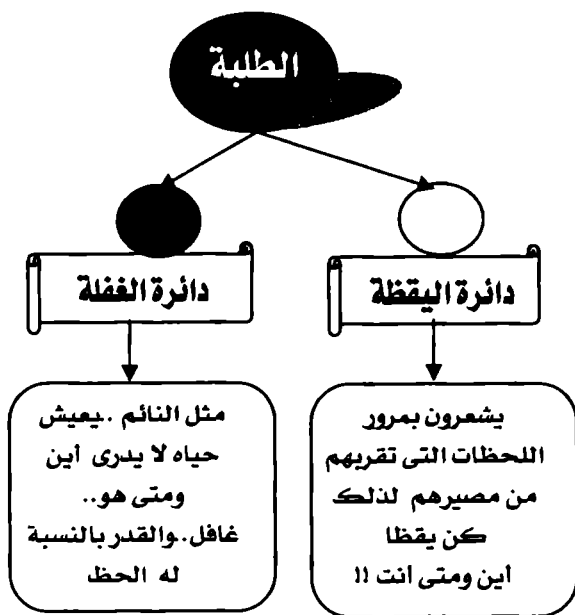 الطلبة
دائرة اليقظة
يشعرون بمرور
اللحظات التى تقربهم
من مصيرهم لذلك
كن يقظا
أين ومتى أنت !!
دائرة الغفلة
مثل النائم ..يعيش
حياه لا يدرى أين
ومتى هو..
غافل..والقدر بالنسبة
له الحظ